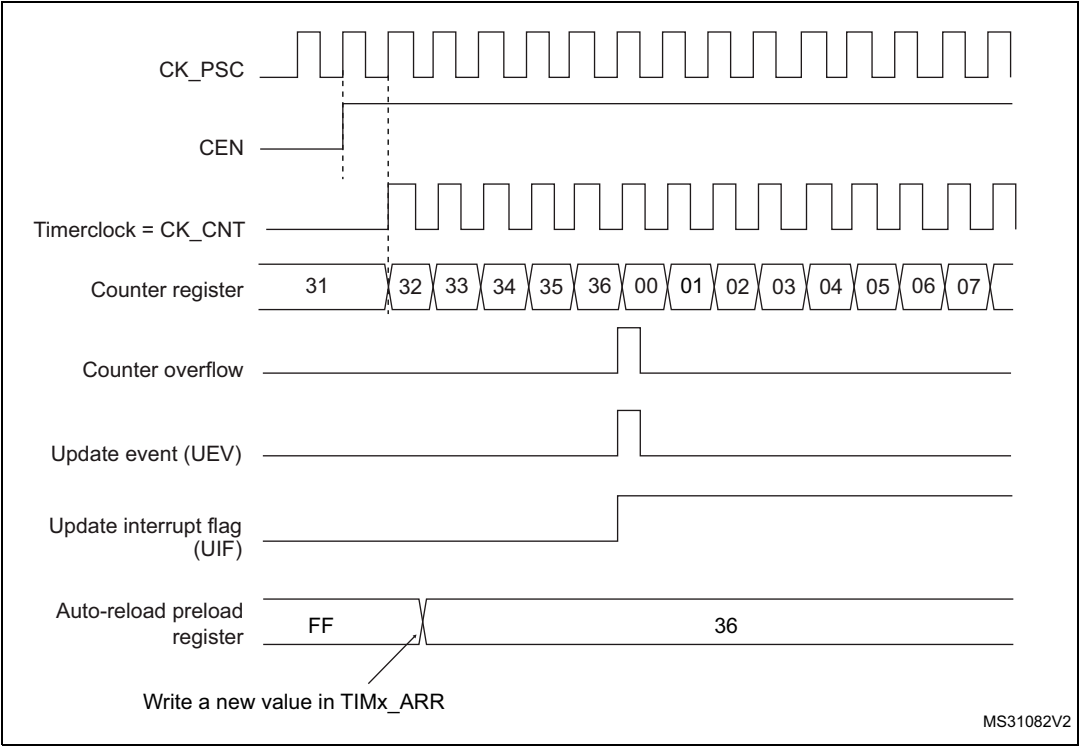 CK_PSC
CEN
Timerclock = CK_CNT
Counter register 31 32 33 34 35 36 00 01 02 03 04 05 06 07
Counter overflow
Update event (UEV)
Update interrupt flag
(UIF)
Auto-reload preload
register
FF 36
Write a new value in TIMx_ARR
MS31082V2